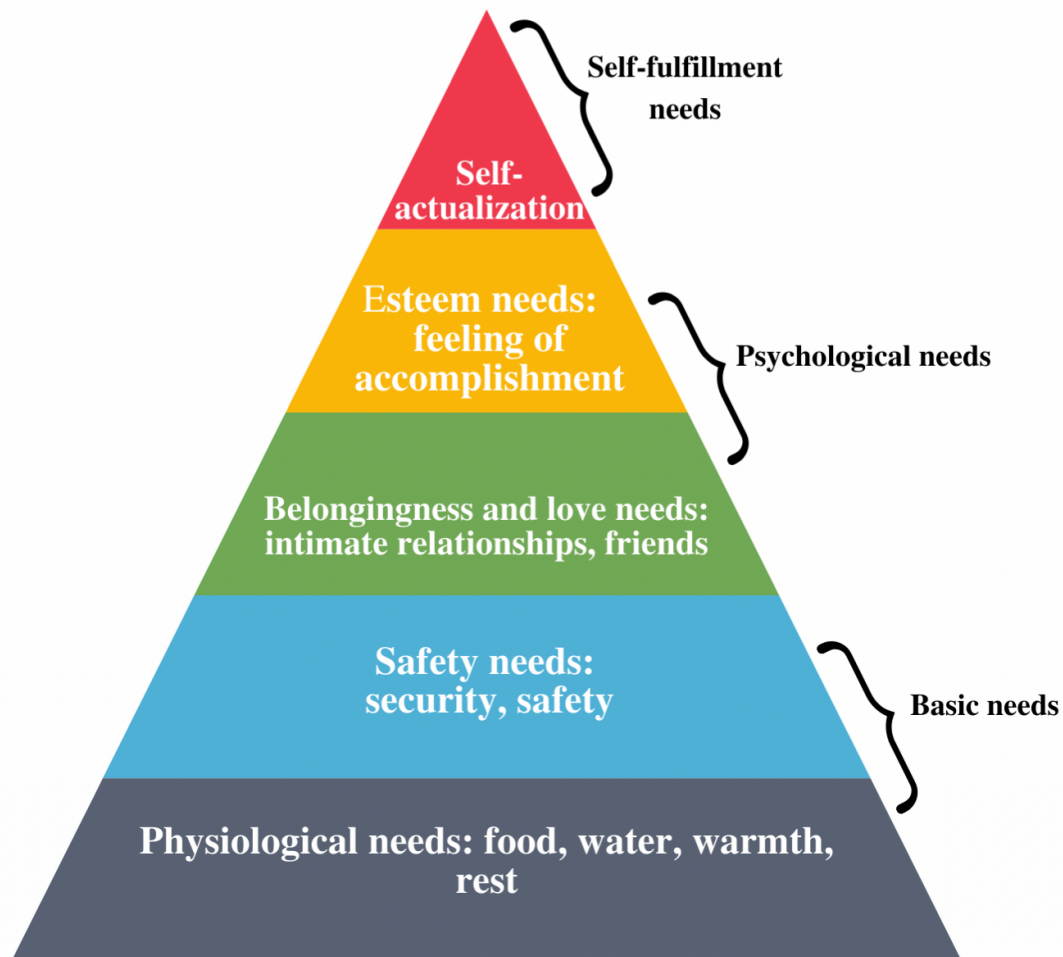 Self-fulfillment
needs
Self-
actualization
Esteem needs:
feeling of
accomplishment
Psychological needs
Belongingness and love needs:
intimate relationships, friends
Safety needs:
security, safety
Basic needs
Physiological needs: food, water, warmth,
rest